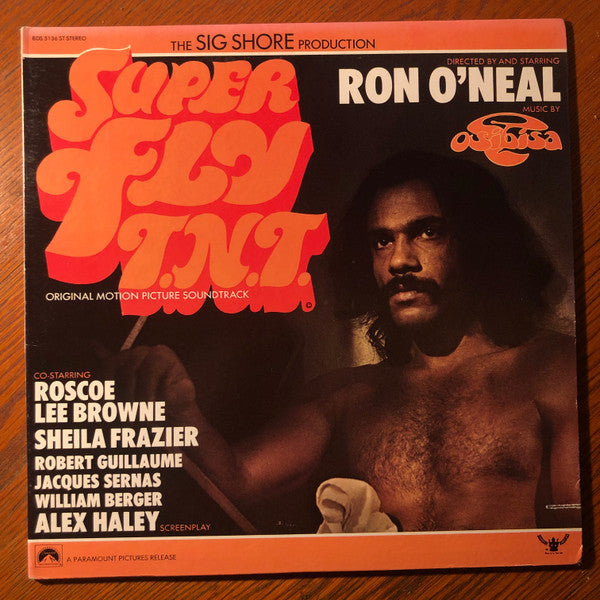 BDS 5136 ST STEREO
THE SIG SHORE PRODUCTION
SUPER
FLY
T.N.T.
©
ORIGINAL MOTION PICTURE SOUNDTRACK
DIRECTED BY AND STARRING
RON O'NEAL
MUSIC BY
Osibisa
CO-STARRING
ROSCOE
LEE BROWNE
SHEILA FRAZIER
ROBERT GUILLAUME
JACQUES SERNAS
WILLIAM BERGER
ALEX HALEY SCREENPLAY
A PARAMOUNT PICTURES RELEASE